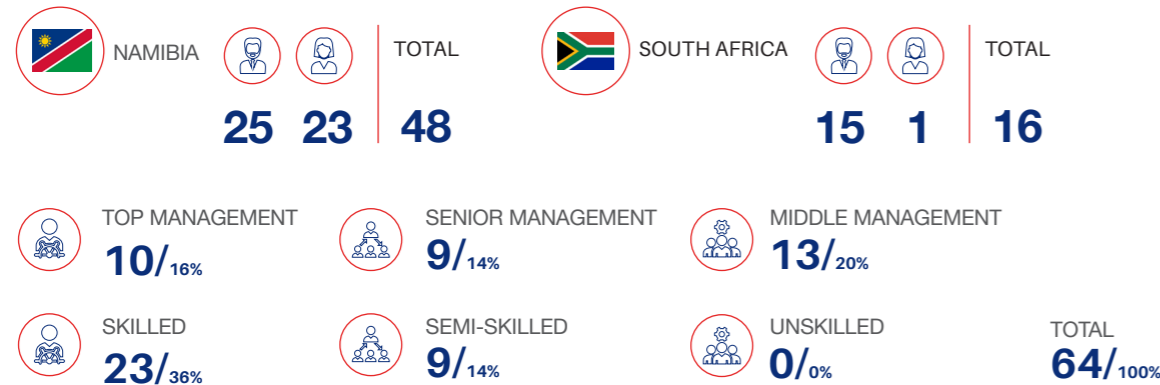 NAMIBIA
TOTAL
25 23 48
SOUTH AFRICA
TOTAL
15 1 16
TOP MANAGEMENT
10/16%
SENIOR MANAGEMENT
9/14%
MIDDLE MANAGEMENT
13/20%
SKILLED
23/36%
SEMI-SKILLED
9/14%
UNSKILLED
0/0%
TOTAL
64/100%